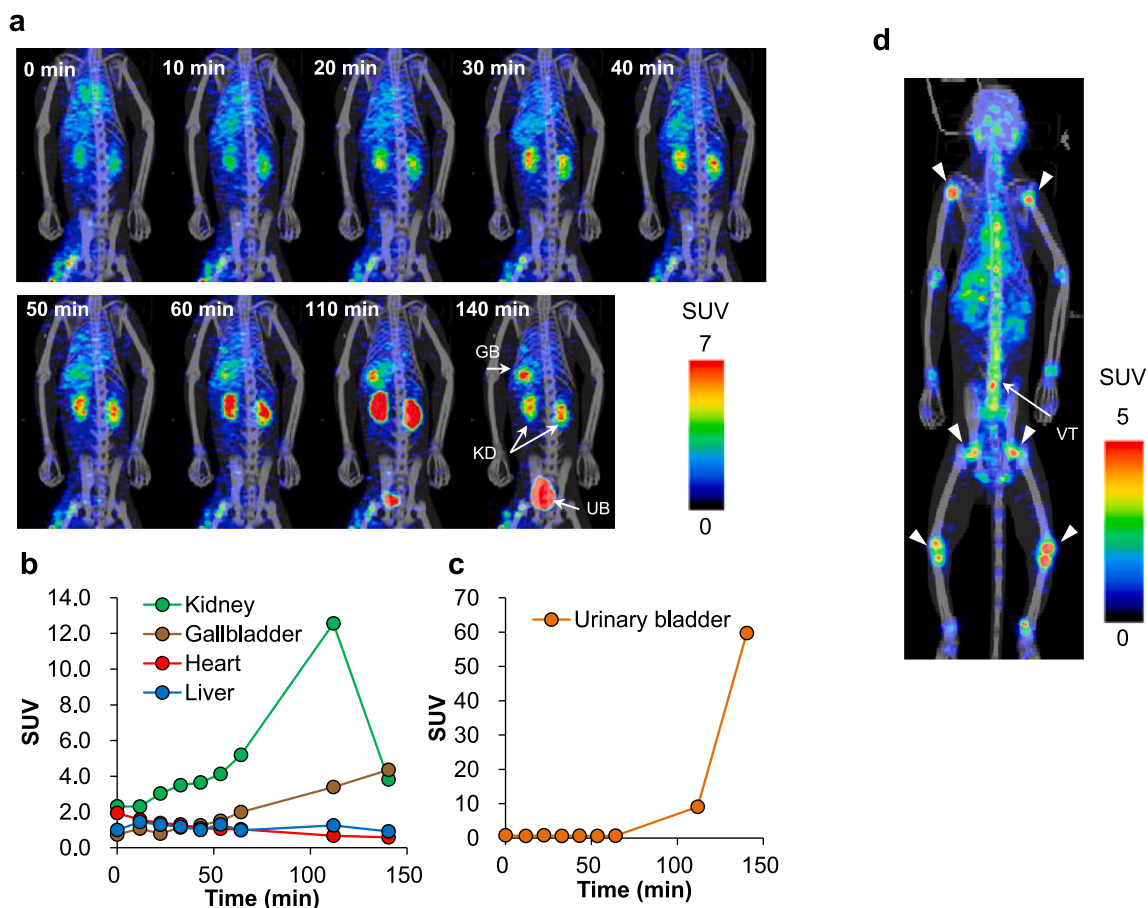 a
0 min
10 min
20 min
30 min
40 min
50 min
60 min
110 min
140 min
GB
KD
UB
SUV
7
0
b
14.0
12.0
10.0
8.0
6.0
4.0
2.0
0.0
SUV
Kidney
Gallbladder
Heart
Liver
0
50
100
150
Time (min)
c
70
60
50
40
30
20
10
0
SUV
Urinary bladder
0
50
100
150
Time (min)
d
VT
SUV
5
0